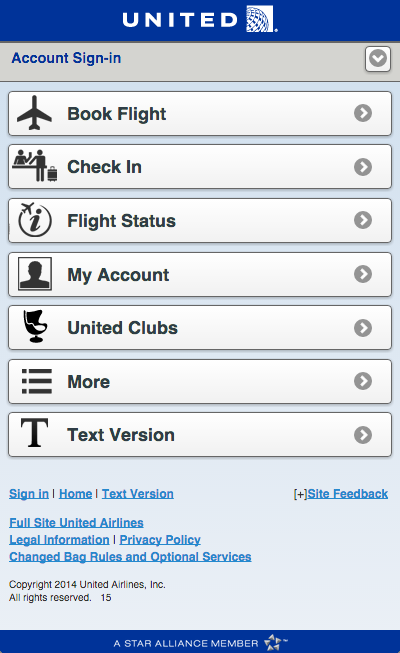 UNITED
Account Sign-in
Book Flight
Check In
Flight Status
My Account
United Clubs
More
T Text Version
Sign in | Home | Text Version [+]Site Feedback
Full Site United Airlines
Legal Information | Privacy Policy
Changed Bag Rules and Optional Services
Copyright 2014 United Airlines, Inc.
All rights reserved. 15
A STAR ALLIANCE MEMBER ™